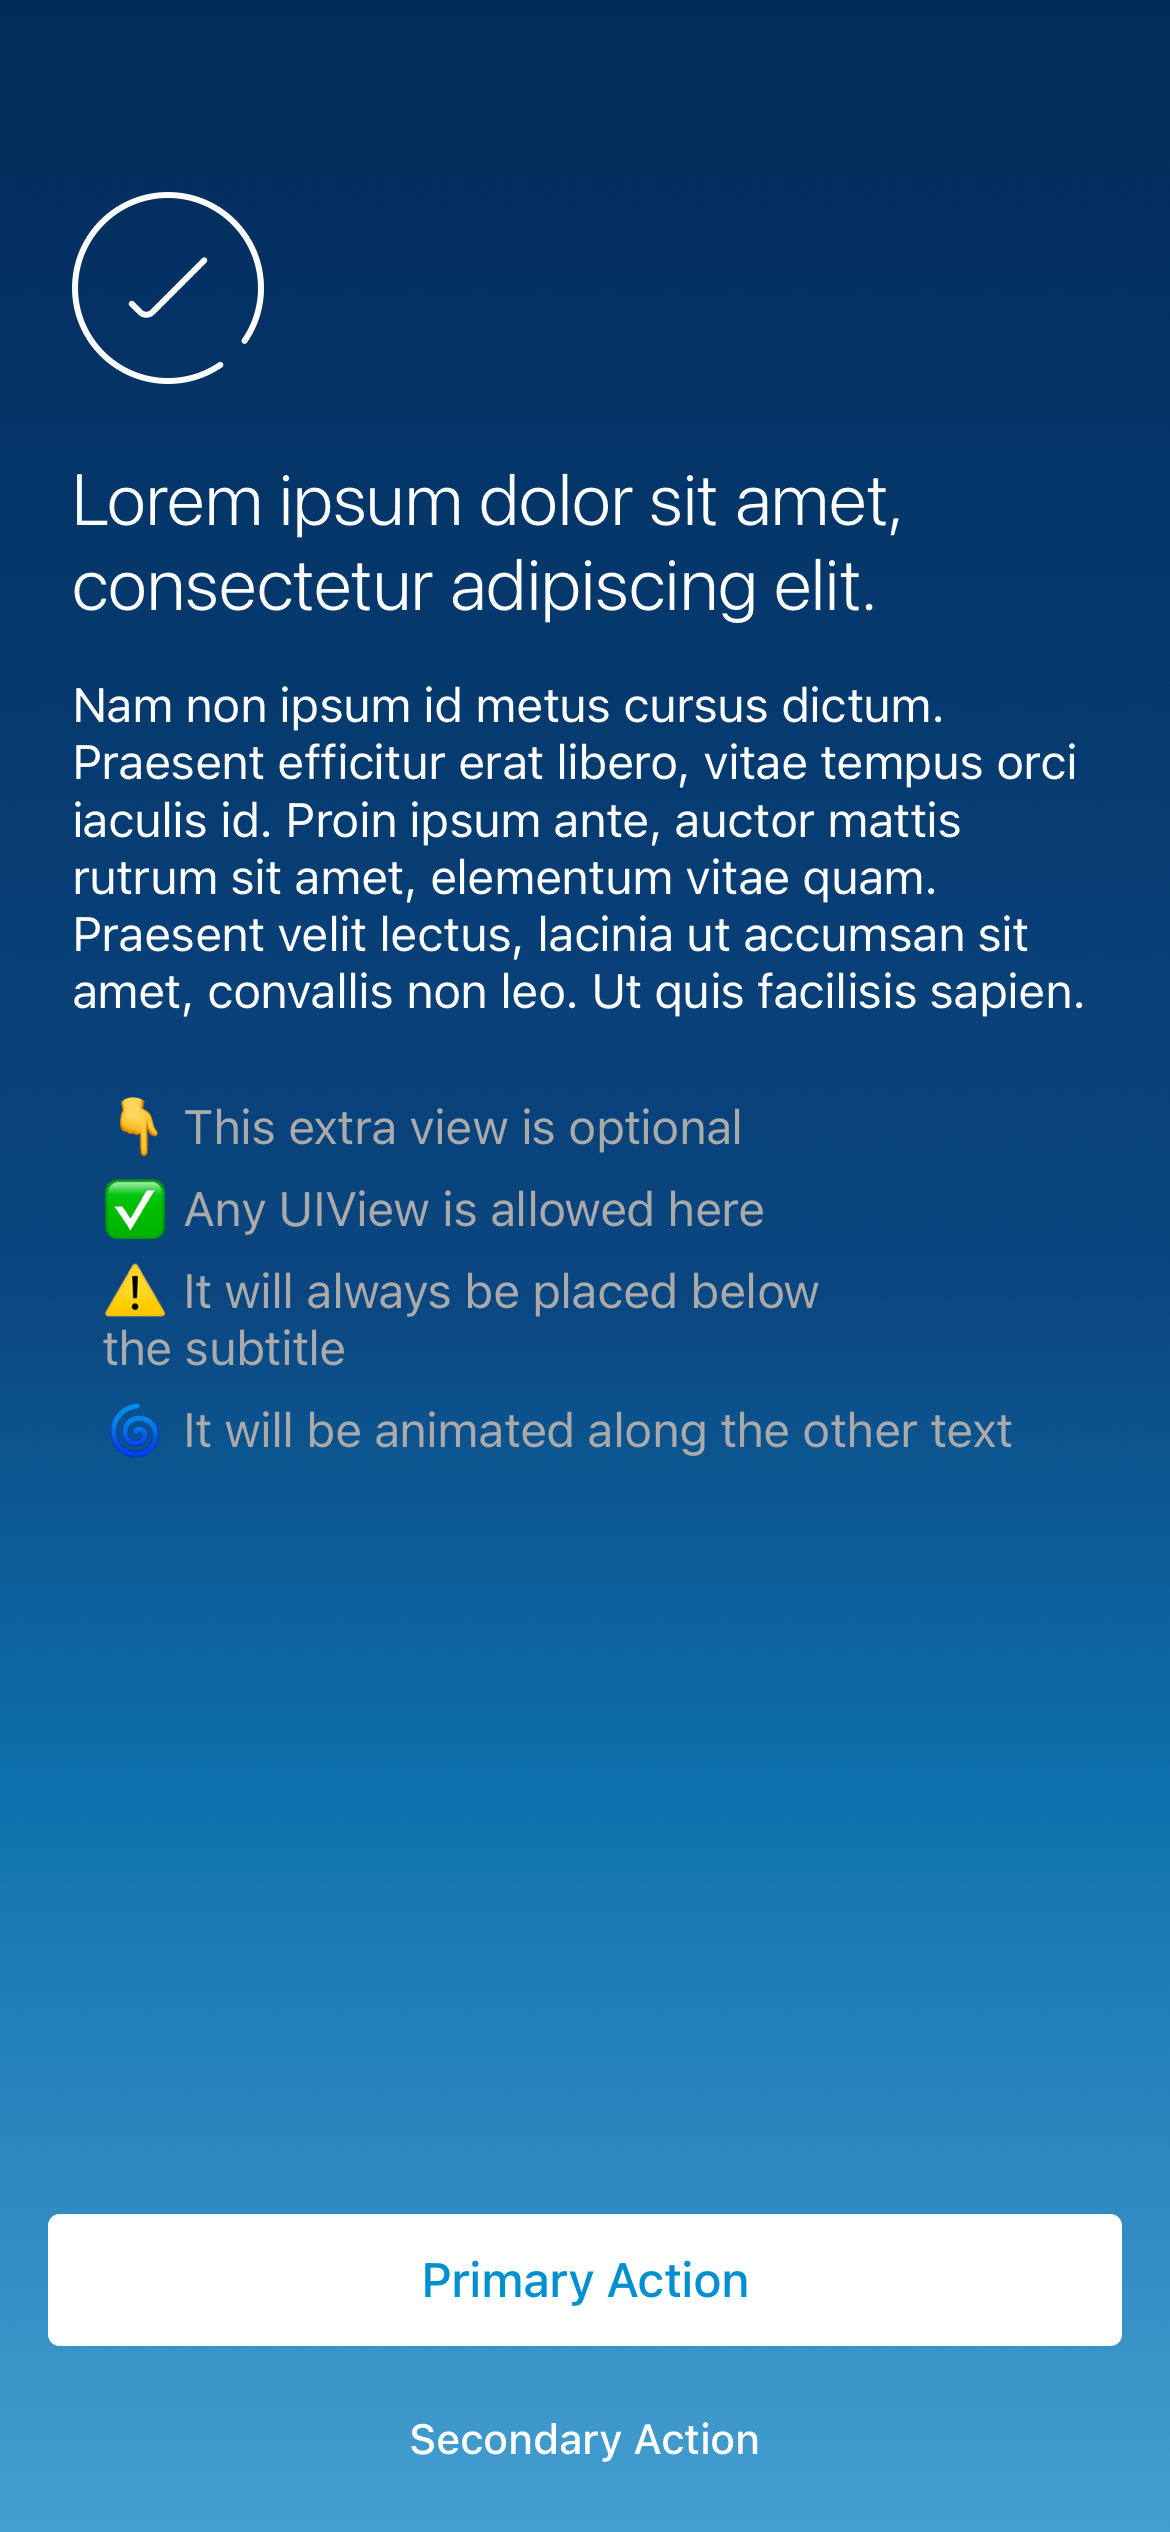 Lorem ipsum dolor sit amet,
consectetur adipiscing elit.
Nam non ipsum id metus cursus dictum.
Praesent efficitur erat libero, vitae tempus orci
iaculis id. Proin ipsum ante, auctor mattis
rutrum sit amet, elementum vitae quam.
Praesent velit lectus, lacinia ut accumsan sit
amet, convallis non leo. Ut quis facilisis sapien.
👇 This extra view is optional
✅ Any UIView is allowed here
⚠️ It will always be placed below
the subtitle
🌀 It will be animated along the other text
Primary Action
Secondary Action